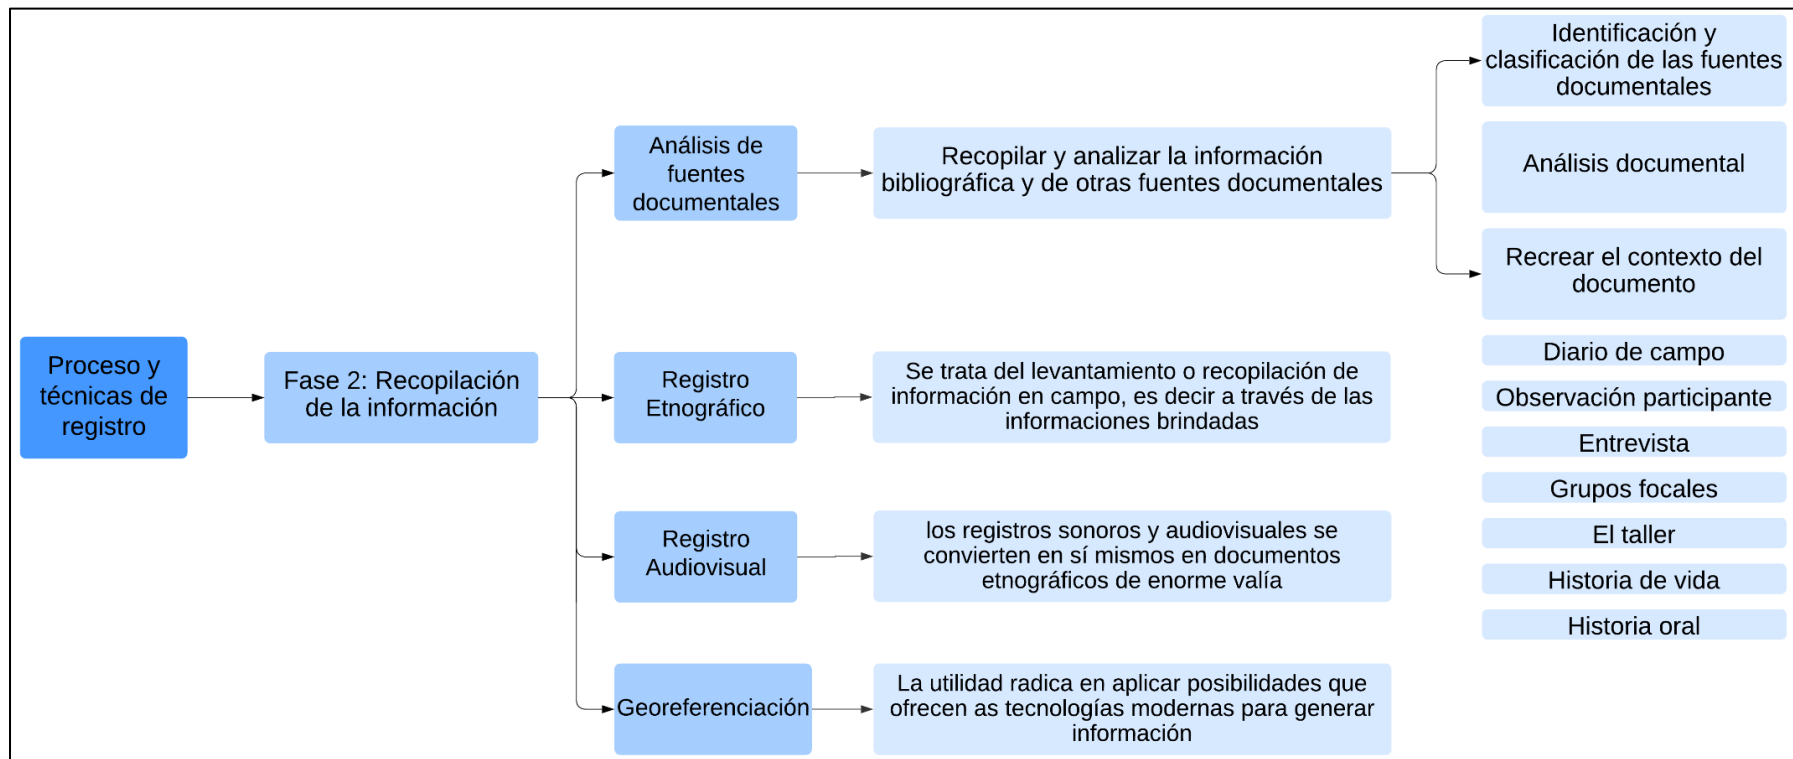 Proceso y
técnicas de
registro
Fase 2: Recopilación
de la información
Análisis de
fuentes
documentales
Recopilar y analizar la información
bibliográfica y de otras fuentes documentales
Identificación y
clasificación de las fuentes
documentales
Análisis documental
Recrear el contexto del
documento
Registro
Etnográfico
Se trata del levantamiento o recopilación de
información en campo, es decir a través de las
informaciones brindadas
Diario de campo
Observación participante
Entrevista
Grupos focales
El taller
Historia de vida
Historia oral
Registro
Audiovisual
los registros sonoros y audiovisuales se
convierten en sí mismos en documentos
etnográficos de enorme valía
Georeferenciación
La utilidad radica en aplicar posibilidades que
ofrecen as tecnologías modernas para generar
información